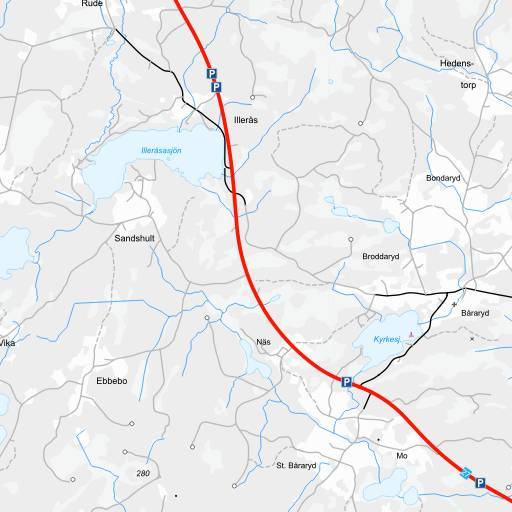 Rude
Hedens-
torp
P
P
Illerås
Illeråsasjön
Bondaryd
Sandshult
Broddaryd
Båraryd
Vika
Näs
Kyrkesj.
Ebbebo
P
Mo
St. Båraryd
280
P